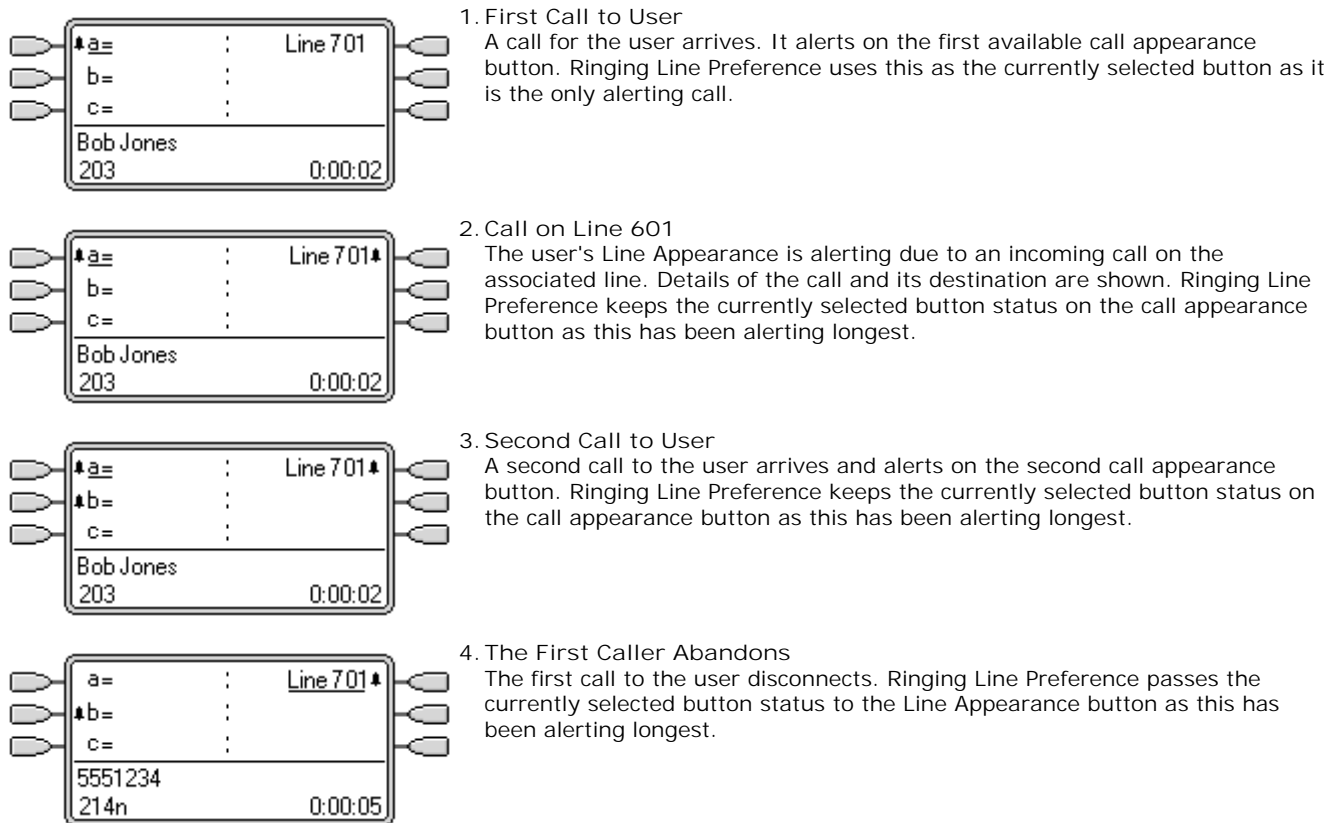 a= : Line 701
b= :
c= :
Bob Jones
203 0:00:02
1. First Call to User
A call for the user arrives. It alerts on the first available call appearance
button. Ringing Line Preference uses this as the currently selected button as it
is the only alerting call.
a= : Line 701
b= :
c= :
Bob Jones
203 0:00:02
2. Call on Line 601
The user's Line Appearance is alerting due to an incoming call on the
associated line. Details of the call and its destination are shown. Ringing Line
Preference keeps the currently selected button status on the call appearance
button as this has been alerting longest.
a= : Line 701
b= :
c= :
Bob Jones
203 0:00:02
3. Second Call to User
A second call to the user arrives and alerts on the second call appearance
button. Ringing Line Preference keeps the currently selected button status on
the call appearance button as this has been alerting longest.
a= : Line 701
b= :
c= :
5551234
214n 0:00:05
4. The First Caller Abandons
The first call to the user disconnects. Ringing Line Preference passes the
currently selected button status to the Line Appearance button as this has
been alerting longest.